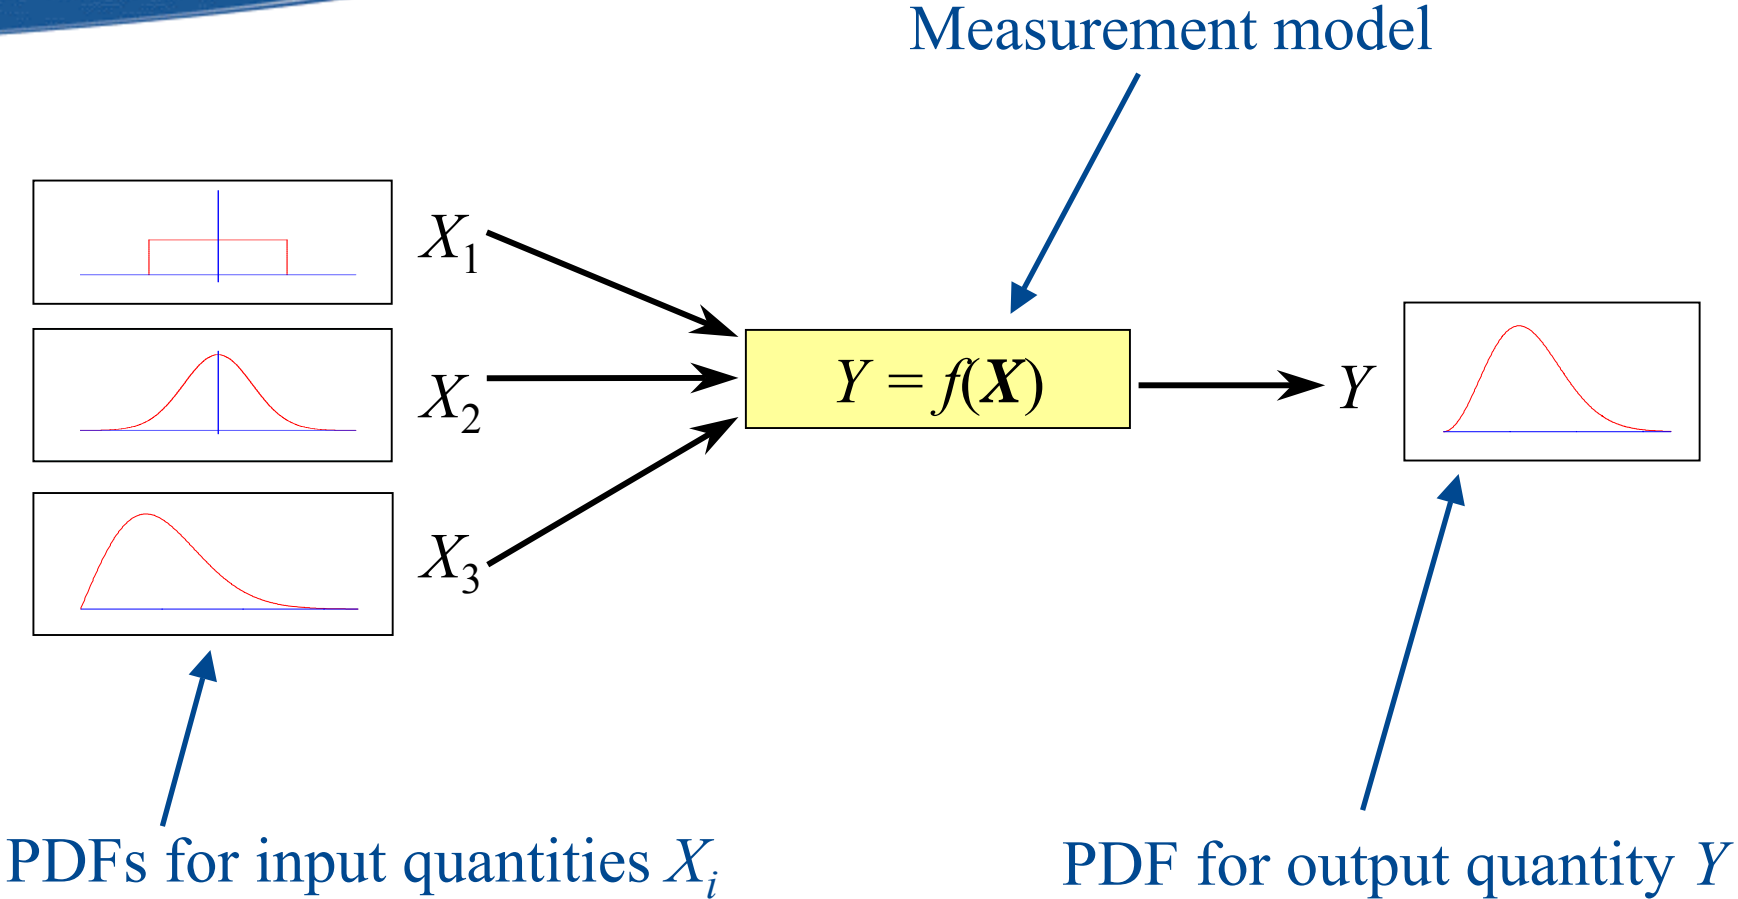 Measurement model
X1
X2
X3
Y = f(X)
Y
PDFs for input quantities Xi
PDF for output quantity Y